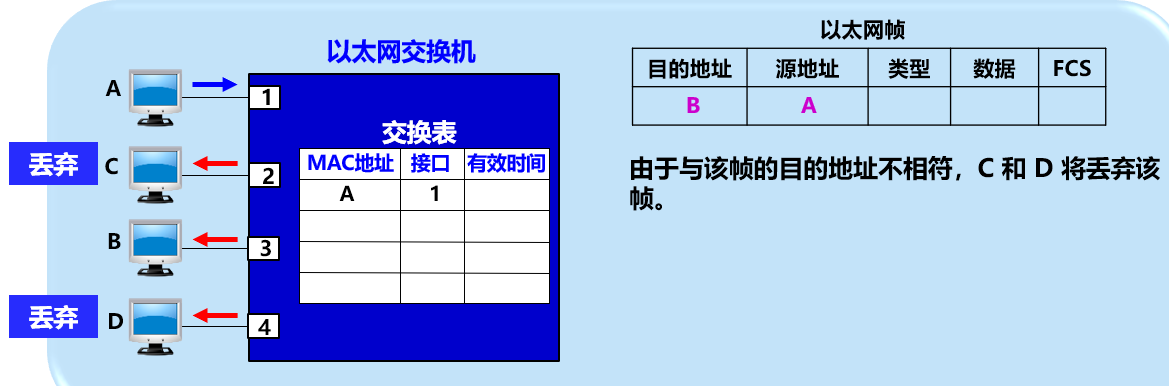 以太网交换机
A
1
丢弃
C
2
B
3
丢弃
D
4
交换表
MAC地址 接口 有效时间
A 1
以太网帧
目的地址 源地址 类型 数据 FCS
B A
由于与该帧的目的地址不相符，C 和 D 将丢弃该
帧。